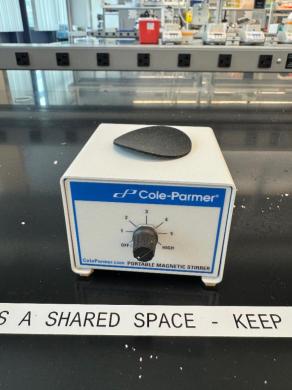 Cole-Parmer®
3
2 4
1 5
OFF HIGH
ColeParmer.com PORTABLE MAGNETIC STIRRER
S A SHARED SPACE - KEEP